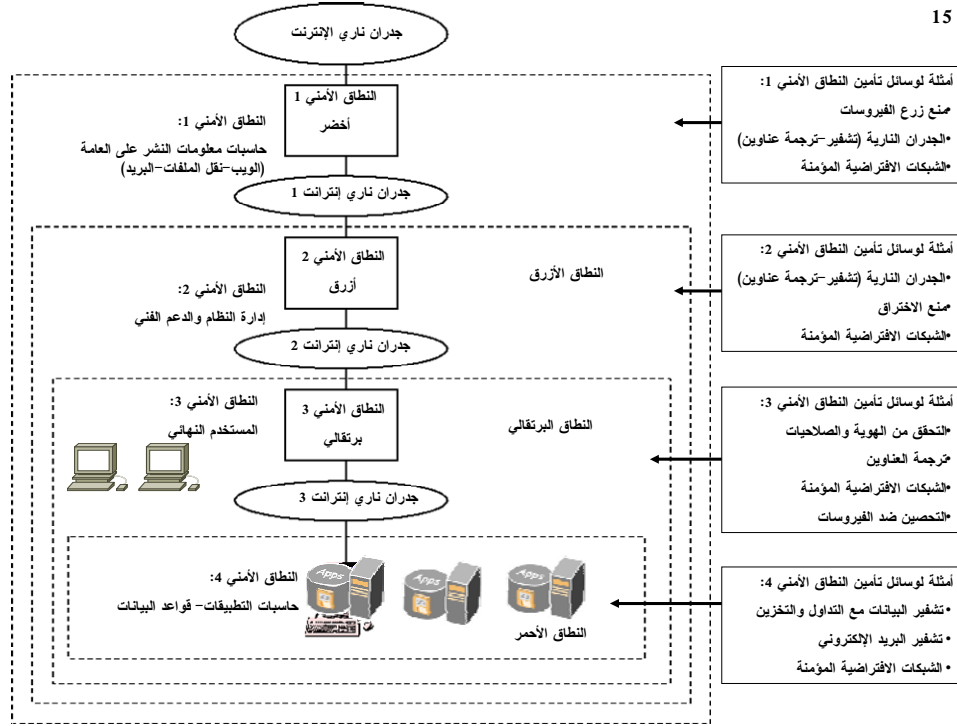 15
جدران ناري الإنترنت
النطاق الأمني 1
أخضر
النطاق الأمني 1:
حاسبات معلومات النشر على العامة
(الويب-نقل الملفات-البريد)
أمثلة لوسائل تأمين النطاق الأمني 1:
•منع زرع الفيروسات
•الجدران النارية (تشفير-ترجمة عناوين)
•الشبكات الافتراضية المؤمنة
جدران ناري إنترانت 1
النطاق الأمني 2
أزرق
النطاق الأزرق
النطاق الأمني 2:
إدارة النظام والدعم الفني
أمثلة لوسائل تأمين النطاق الأمني 2:
•الجدران النارية (تشفير-ترجمة عناوين)
•منع الاختراق
•الشبكات الافتراضية المؤمنة
جدران ناري إنترانت 2
النطاق الأمني 3
برتقالي
النطاق البرتقالي
النطاق الأمني 3:
المستخدم النهائي
أمثلة لوسائل تأمين النطاق الأمني 3:
•التحقق من الهوية والصلاحيات
•ترجمة العناوين
•الشبكات الافتراضية المؤمنة
•التحصين ضد الفيروسات
جدران ناري إنترانت 3
Apps
Apps
Apps
النطاق الأمني 4:
حاسبات التطبيقات- قواعد البيانات
النطاق الأحمر
أمثلة لوسائل تأمين النطاق الأمني 4:
• تشفير البيانات مع التداول والتخزين
• تشفير البريد الإلكتروني
• الشبكات الافتراضية المؤمنة